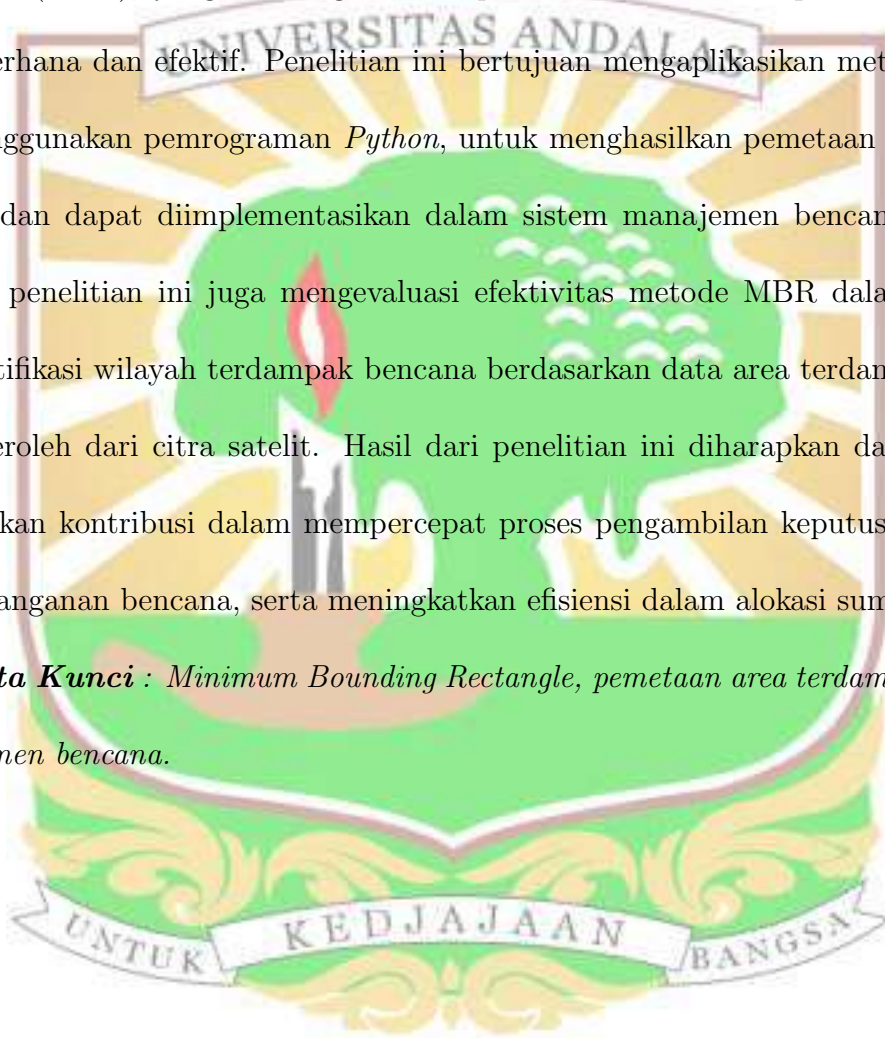 UNIVERSITAS ANDALAS
erhana dan efektif. Penelitian ini bertujuan mengaplikasikan met
nggunakan pemrograman Python, untuk menghasilkan pemetaan
dan dapat diimplementasikan dalam sistem manajemen bencan
penelitian ini juga mengevaluasi efektivitas metode MBR dala
tifikasi wilayah terdampak bencana berdasarkan data area terdam
eroleh dari citra satelit. Hasil dari penelitian ini diharapkan da
kan kontribusi dalam mempercepat proses pengambilan keputus
anganan bencana, serta meningkatkan efisiensi dalam alokasi sum
ta Kunci : Minimum Bounding Rectangle, pemetaan area terdam
men bencana.
UNTUK KEDJAJAAN BANGSA